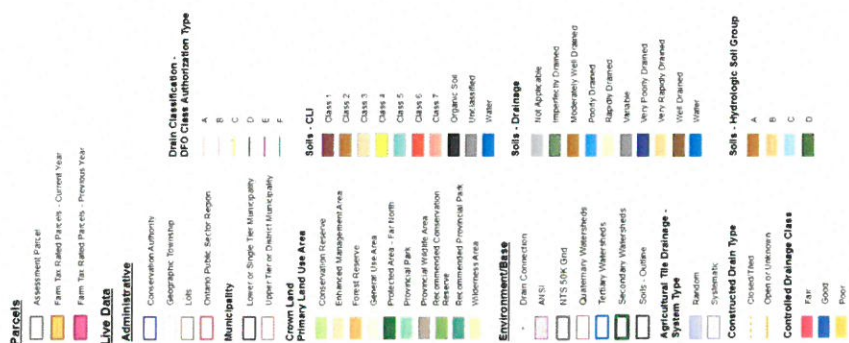 Parcels
Assessment Parcel
Farm Tax Rated Parcels - Current Year
Farm Tax Rated Parcels - Previous Year
Live Data
Administrative
Conservation Authority
Geographic Township
Lots
Ontario Public Sector Region
Municipality
Lower or Single Tier Municipality
Upper Tier or District Municipality
Crown Land
Primary Land Use Area
Conservation Reserve
Enhanced Management Area
Forest Reserve
General Use Area
Protected Area - Far North
Provincial Park
Provincial Wildlife Area
Recommended Conservation
Reserve
Recommended Provincial Park
Wilderness Area
Environment/Base
Drain Connection
ANSI
NTS 50K Grid
Quaternary Watersheds
Tertiary Watersheds
Secondary Watersheds
Soils - Outline
Agricultural Tile Drainage -
System Type
Random
Systematic
Constructed Drain Type
Closed/Tiled
Open or Unknown
Controlled Drainage Class
Fair
Good
Poor
Drain Classification -
DFO Class Authorization Type
A
B
C
D
E
F
Soils - CLI
Class 1
Class 2
Class 3
Class 4
Class 5
Class 6
Class 7
Organic Soil
Unclassified
Water
Soils - Drainage
Not Applicable
Imperfectly Drained
Moderately Well Drained
Poorly Drained
Rapidly Drained
Variable
Very Poorly Drained
Very Rapidly Drained
Well Drained
Water
Soils - Hydrologic Soil Group
A
B
C
D